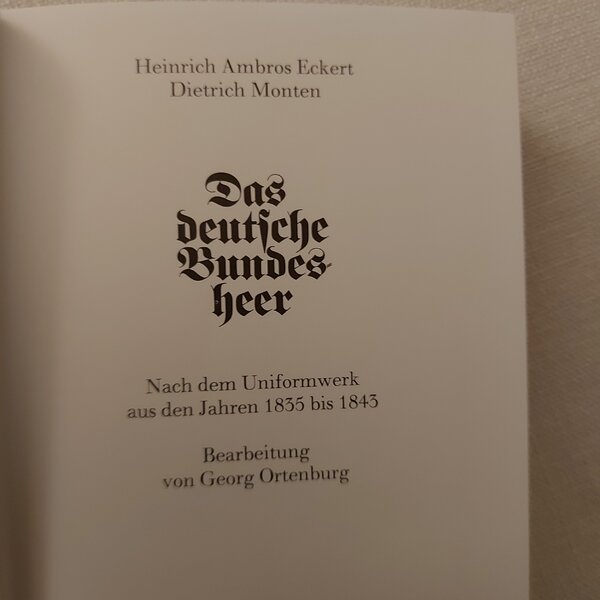 Heinrich Ambros Eckert
Dietrich Monten
Das
deutſche
Bundes-
heer
Nach dem Uniformwerk
aus den Jahren 1835 bis 1843
Bearbeitung
von Georg Ortenburg